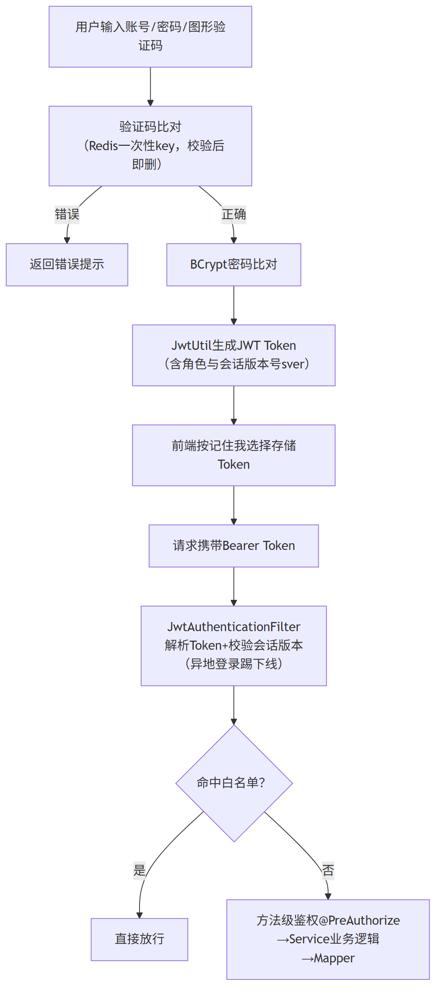 用户输入账号/密码/图形验
证码
验证码比对
（Redis一次性key，校验后
即删）
错误
正确
返回错误提示
BCrypt密码比对
JwtUtil生成JWT Token
（含角色与会话版本号sver）
前端按记住我选择存储
Token
请求携带Bearer Token
JwtAuthenticationFilter
解析Token+校验会话版本
（异地登录踢下线）
命中白名单？
是
否
直接放行
方法级鉴权@PreAuthorize
→Service业务逻辑
→Mapper